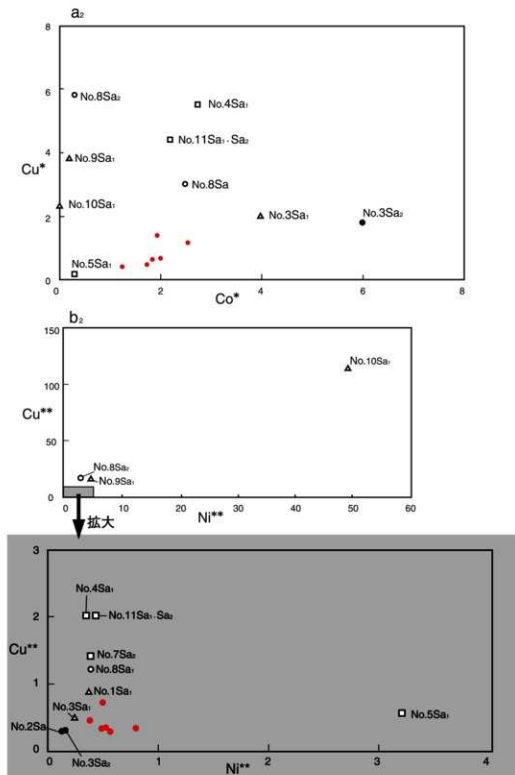 a₂
8
6
4
2
0
Cu*
No.8Sa₂
No.4Sa₁
No.11Sa₁·Sa₂
No.9Sa₁
No.8Sa
No.10Sa₁
No.3Sa₁
No.3Sa₂
No.5Sa₁
0 2 4 6 8
Co*
b₂
150
100
50
0
Cu**
No.10Sa₁
No.8Sa₂
No.9Sa₁
0 10 20 30 40 50 60
Ni**
拡大
3
2
1
0
Cu**
No.4Sa₁
No.11Sa₁·Sa₂
No.7Sa₂
No.8Sa₁
No.1Sa₁
No.3Sa₁
No.2Sa
No.3Sa₂
No.5Sa₁
0 1 2 3 4
Ni**